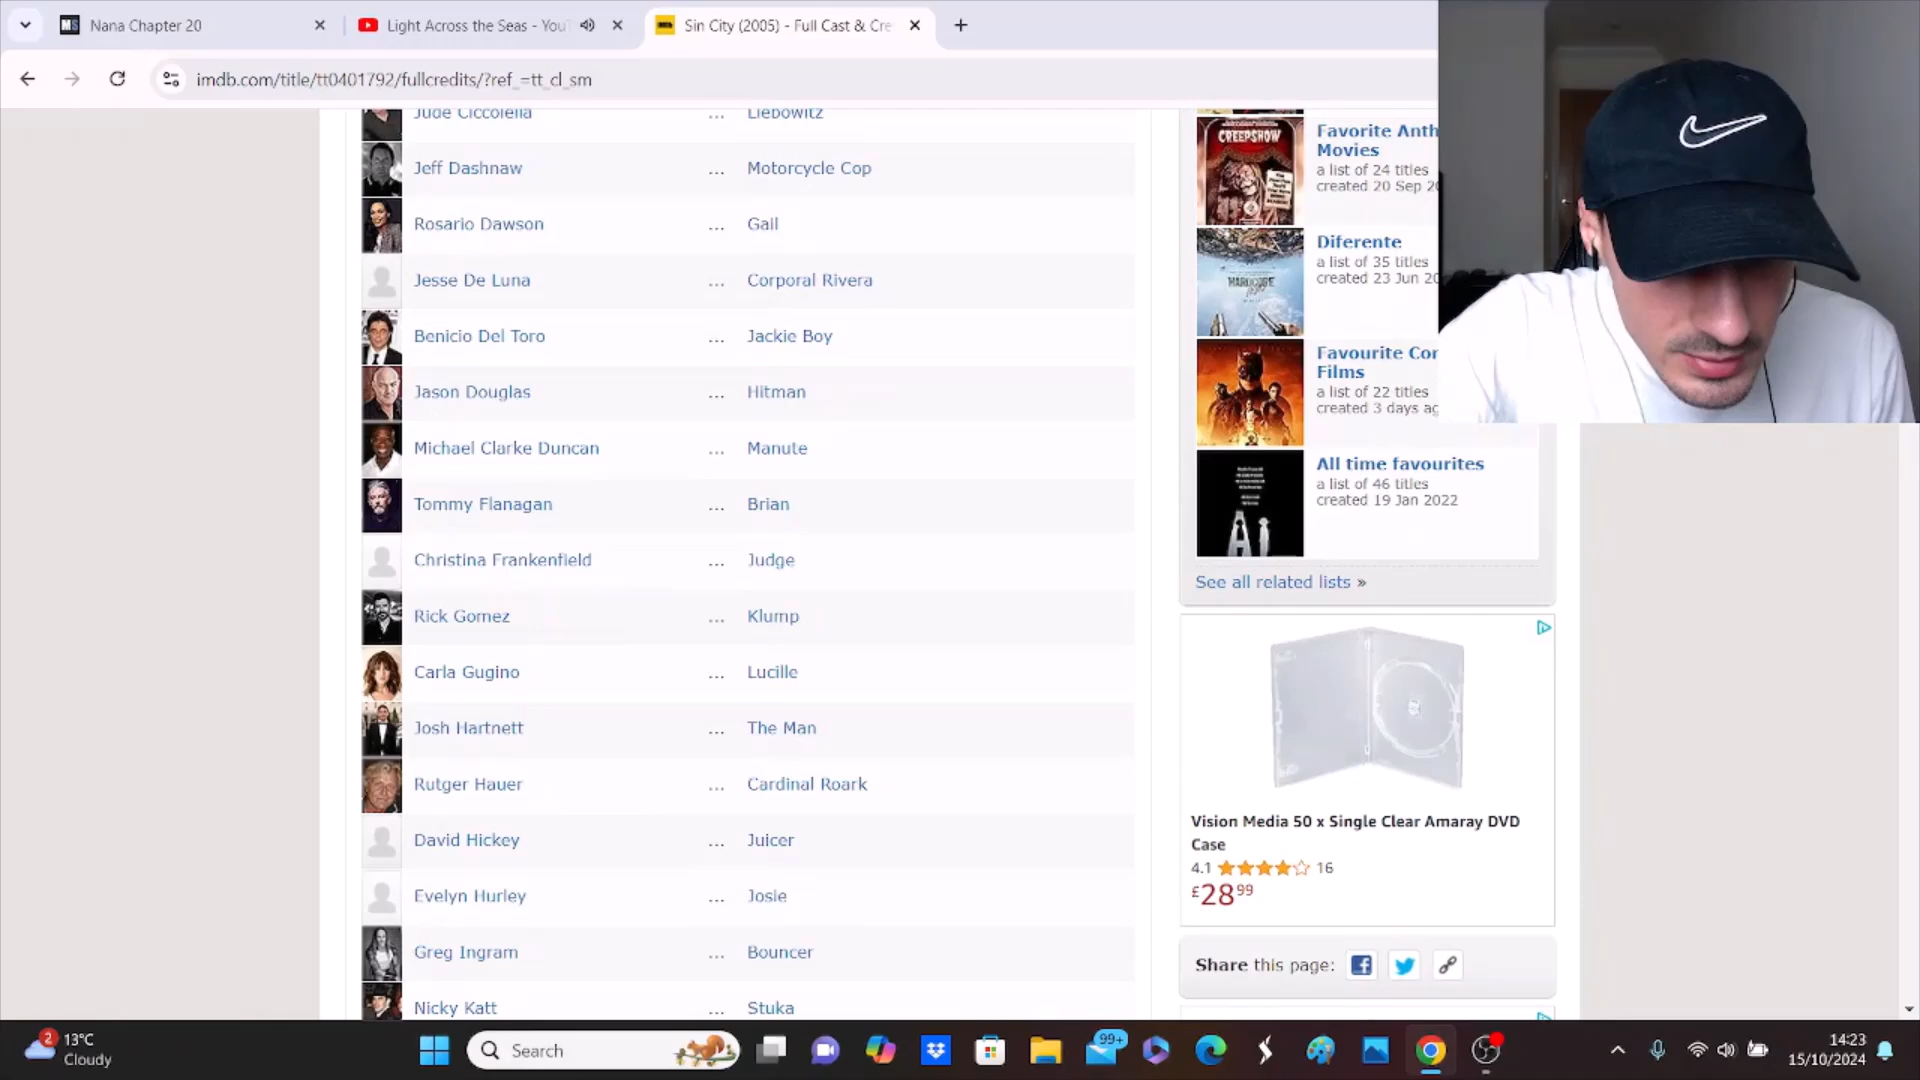 Nana Chapter 20
Light Across the Seas - You
Sin City (2005) - Full Cast & Cre
imdb.com/title/tt0401792/fullcredits/?ref_=tt_cl_sm
Jude Ciccolella ... Liebowitz
Jeff Dashnaw ... Motorcycle Cop
Rosario Dawson ... Gail
Jesse De Luna ... Corporal Rivera
Benicio Del Toro ... Jackie Boy
Jason Douglas ... Hitman
Michael Clarke Duncan ... Manute
Tommy Flanagan ... Brian
Christina Frankenfield ... Judge
Rick Gomez ... Klump
Carla Gugino ... Lucille
Josh Hartnett ... The Man
Rutger Hauer ... Cardinal Roark
David Hickey ... Juicer
Evelyn Hurley ... Josie
Greg Ingram ... Bouncer
Nicky Katt ... Stuka
CREEPSHOW
Favorite Anth
Movies
a list of 24 titles
created 20 Sep 20
HARDCORE
Diferente
a list of 35 titles
created 23 Jun 20
Favourite Cor
Films
a list of 22 titles
created 3 days ag
A.I.
All time favourites
a list of 46 titles
created 19 Jan 2022
See all related lists »
Vision Media 50 x Single Clear Amaray DVD
Case
4.1 16
£28 99
Share this page:
2
13°C
Cloudy
Search
99+
14:23
15/10/2024